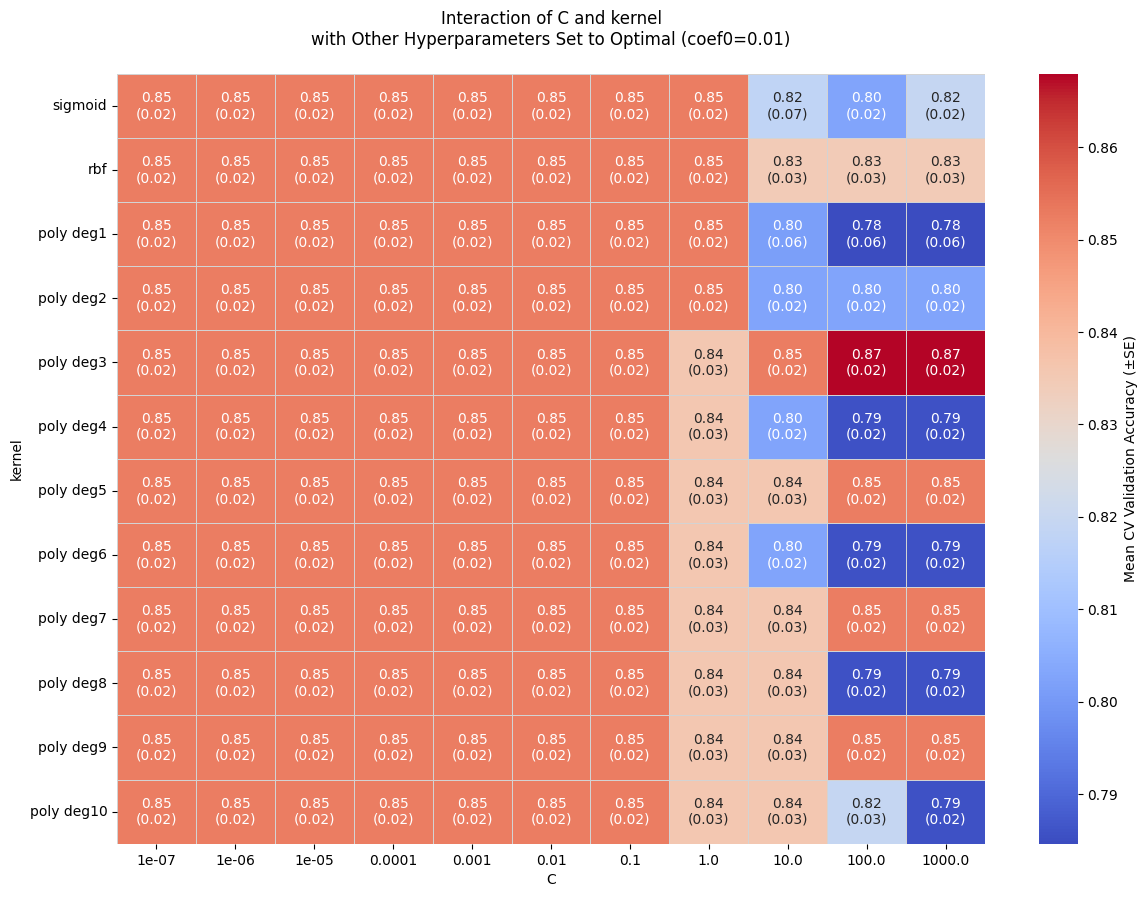 Interaction of C and kernel
with Other Hyperparameters Set to Optimal (coef0=0.01)
sigmoid 0.85 0.85 0.85 0.85 0.85 0.85 0.85 0.85 0.82 0.80 0.82
(0.02) (0.02) (0.02) (0.02) (0.02) (0.02) (0.02) (0.02) (0.07) (0.02) (0.02)
rbf 0.85 0.85 0.85 0.85 0.85 0.85 0.85 0.85 0.83 0.83 0.83
(0.02) (0.02) (0.02) (0.02) (0.02) (0.02) (0.02) (0.02) (0.03) (0.03) (0.03)
poly deg1 0.85 0.85 0.85 0.85 0.85 0.85 0.85 0.85 0.80 0.78 0.78
(0.02) (0.02) (0.02) (0.02) (0.02) (0.02) (0.02) (0.02) (0.06) (0.06) (0.06)
poly deg2 0.85 0.85 0.85 0.85 0.85 0.85 0.85 0.85 0.80 0.80 0.80
(0.02) (0.02) (0.02) (0.02) (0.02) (0.02) (0.02) (0.02) (0.02) (0.02) (0.02)
poly deg3 0.85 0.85 0.85 0.85 0.85 0.85 0.85 0.84 0.85 0.87 0.87
(0.02) (0.02) (0.02) (0.02) (0.02) (0.02) (0.02) (0.03) (0.02) (0.02) (0.02)
poly deg4 0.85 0.85 0.85 0.85 0.85 0.85 0.85 0.84 0.80 0.79 0.79
(0.02) (0.02) (0.02) (0.02) (0.02) (0.02) (0.02) (0.03) (0.02) (0.02) (0.02)
poly deg5 0.85 0.85 0.85 0.85 0.85 0.85 0.85 0.84 0.84 0.85 0.85
(0.02) (0.02) (0.02) (0.02) (0.02) (0.02) (0.02) (0.03) (0.03) (0.02) (0.02)
poly deg6 0.85 0.85 0.85 0.85 0.85 0.85 0.85 0.84 0.80 0.79 0.79
(0.02) (0.02) (0.02) (0.02) (0.02) (0.02) (0.02) (0.03) (0.02) (0.02) (0.02)
poly deg7 0.85 0.85 0.85 0.85 0.85 0.85 0.85 0.84 0.84 0.85 0.85
(0.02) (0.02) (0.02) (0.02) (0.02) (0.02) (0.02) (0.03) (0.03) (0.02) (0.02)
poly deg8 0.85 0.85 0.85 0.85 0.85 0.85 0.85 0.84 0.84 0.79 0.79
(0.02) (0.02) (0.02) (0.02) (0.02) (0.02) (0.02) (0.03) (0.03) (0.02) (0.02)
poly deg9 0.85 0.85 0.85 0.85 0.85 0.85 0.85 0.84 0.84 0.85 0.85
(0.02) (0.02) (0.02) (0.02) (0.02) (0.02) (0.02) (0.03) (0.03) (0.02) (0.02)
poly deg10 0.85 0.85 0.85 0.85 0.85 0.85 0.85 0.84 0.84 0.82 0.79
(0.02) (0.02) (0.02) (0.02) (0.02) (0.02) (0.02) (0.03) (0.03) (0.03) (0.02)
1e-07 1e-06 1e-05 0.0001 0.001 0.01 0.1 1.0 10.0 100.0 1000.0
C
kernel
0.86
0.85
0.84
0.83
0.82
0.81
0.80
0.79
Mean CV Validation Accuracy (±SE)